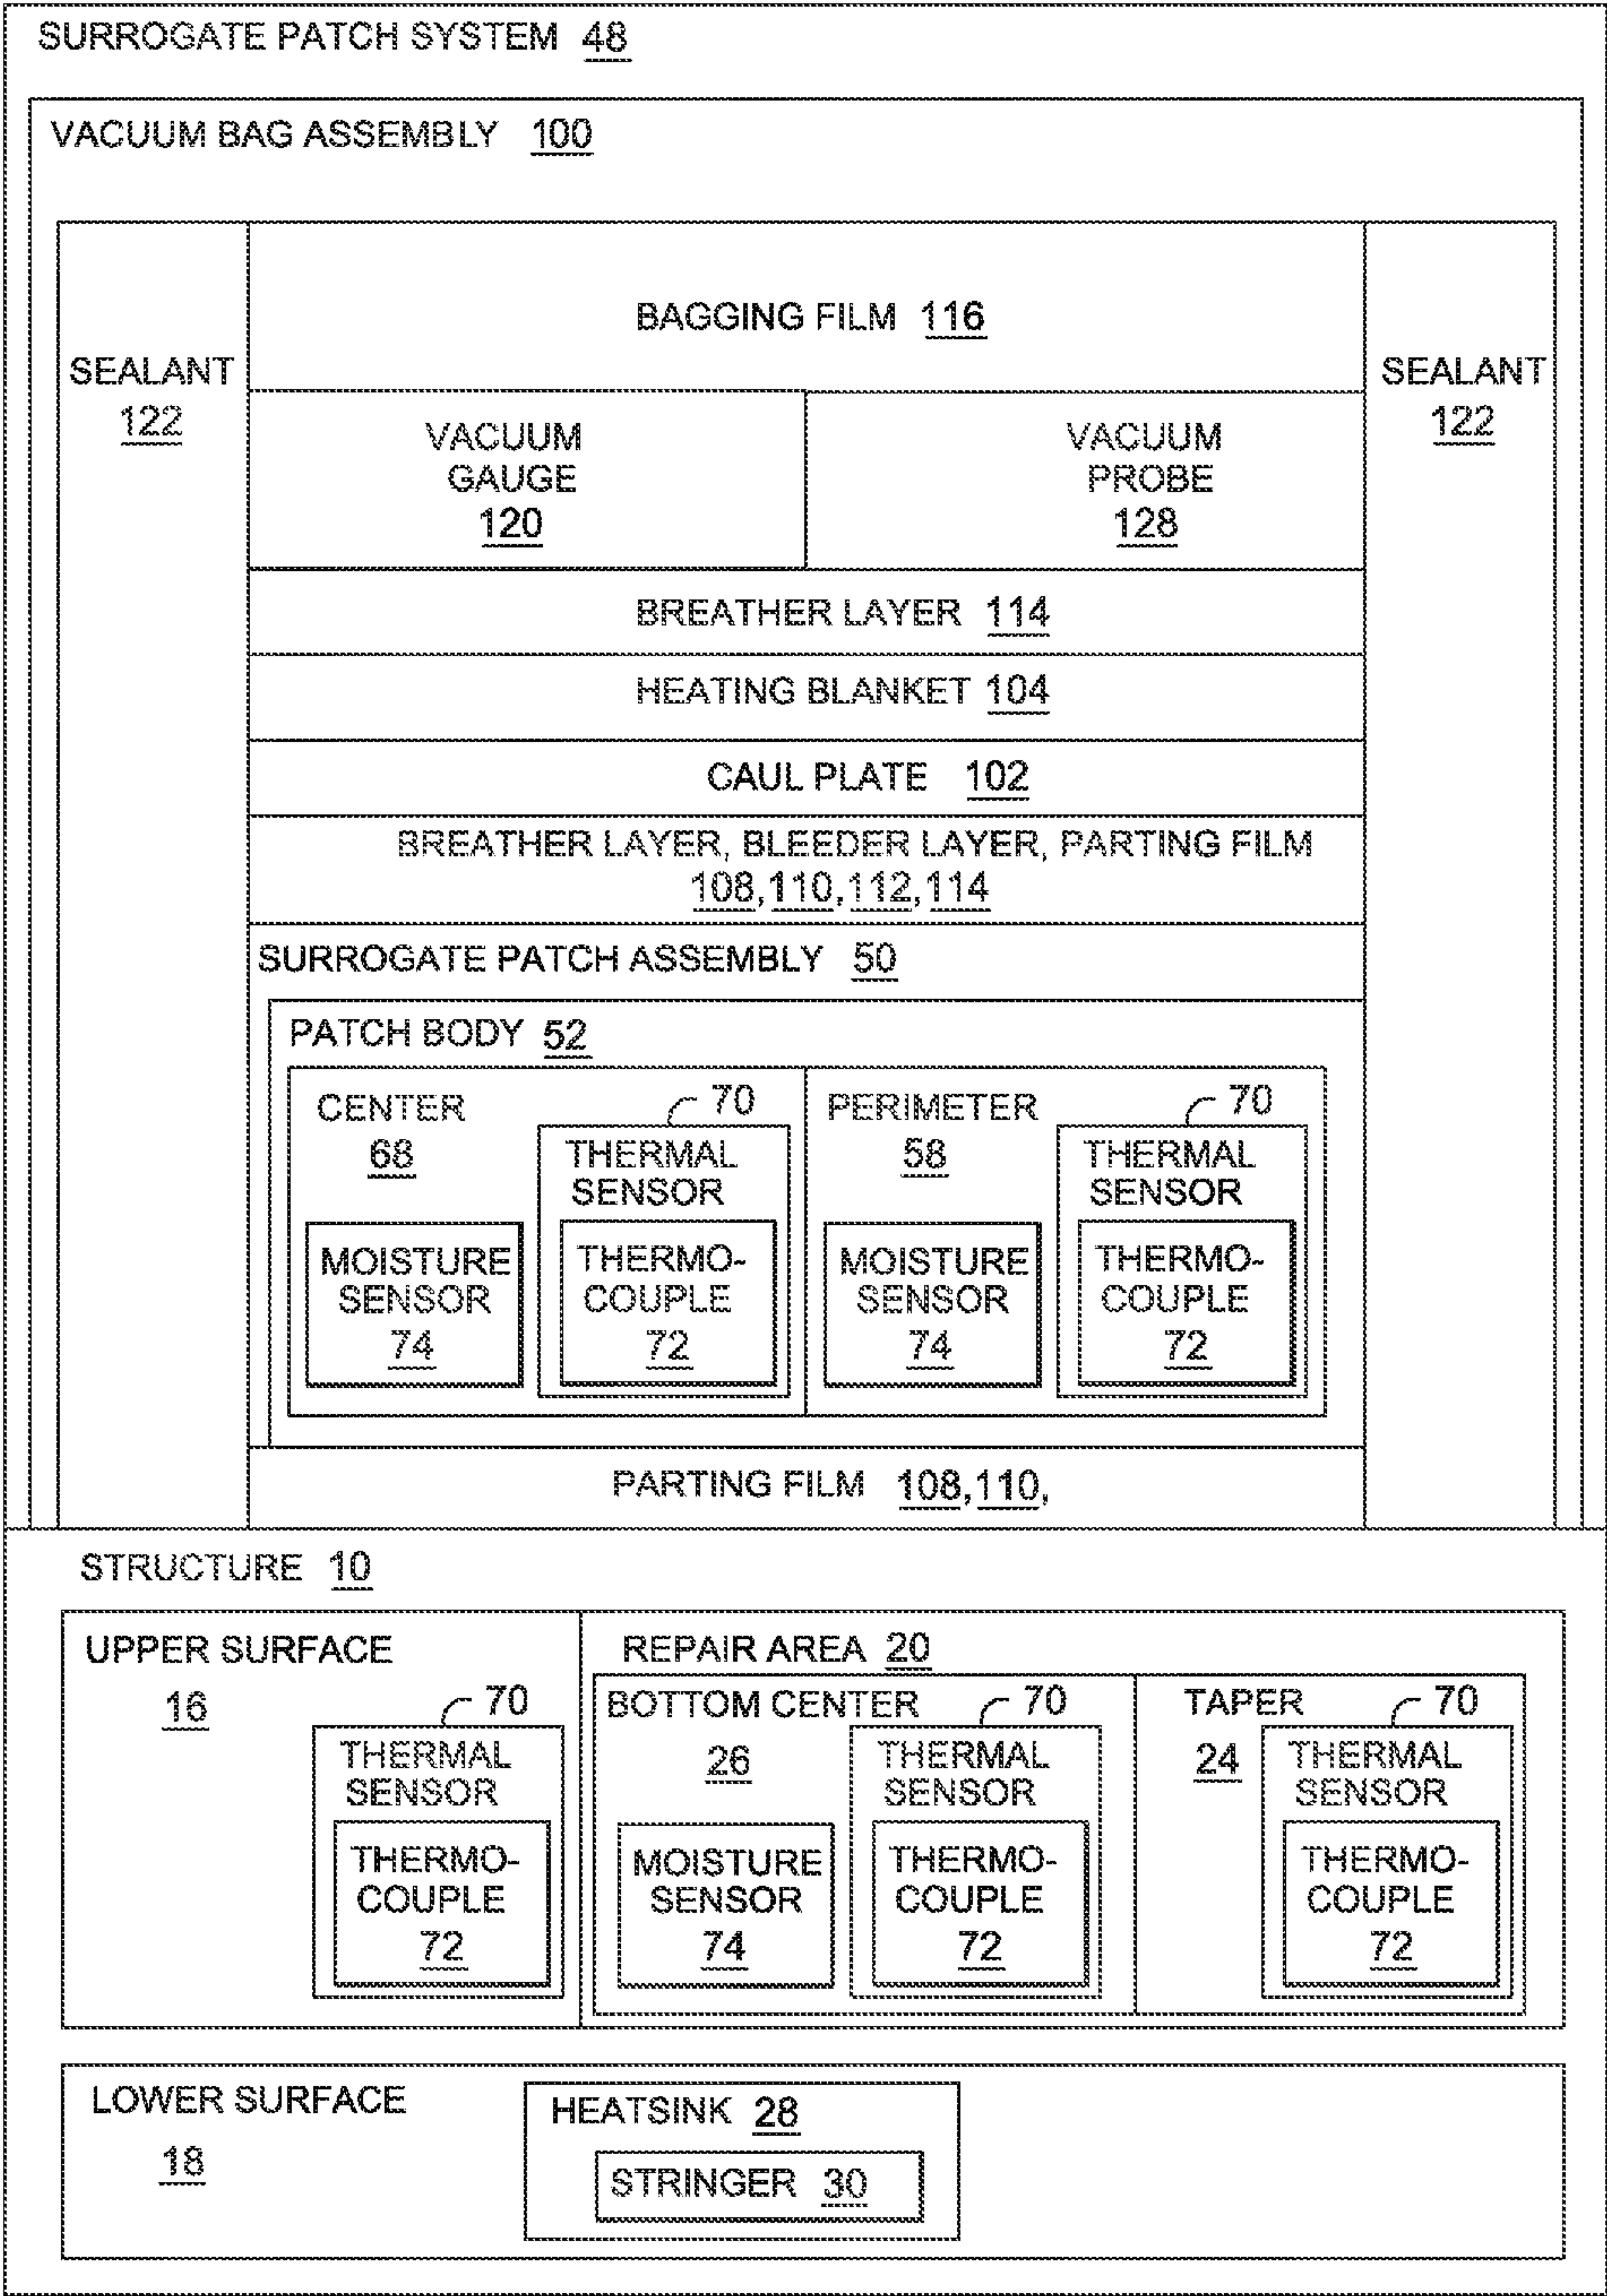 SURROGATE PATCH SYSTEM 48
VACUUM BAG ASSEMBLY 100
BAGGING FILM 116
SEALANT
122
SEALANT
122
VACUUM
GAUGE
120
VACUUM
PROBE
128
BREATHER LAYER 114
HEATING BLANKET 104
CAUL PLATE 102
BREATHER LAYER, BLEEDER LAYER, PARTING FILM
108, 110, 112, 114
SURROGATE PATCH ASSEMBLY 50
PATCH BODY 52
CENTER
68
70
THERMAL
SENSOR
MOISTURE
SENSOR
74
THERMO-
COUPLE
72
PERIMETER
58
70
THERMAL
SENSOR
MOISTURE
SENSOR
74
THERMO-
COUPLE
72
PARTING FILM 108, 110,
STRUCTURE 10
UPPER SURFACE
16
70
THERMAL
SENSOR
THERMO-
COUPLE
72
REPAIR AREA 20
BOTTOM CENTER
26
70
THERMAL
SENSOR
MOISTURE
SENSOR
74
THERMO-
COUPLE
72
TAPER
24
70
THERMAL
SENSOR
THERMO-
COUPLE
72
LOWER SURFACE
18
HEATSINK 28
STRINGER 30